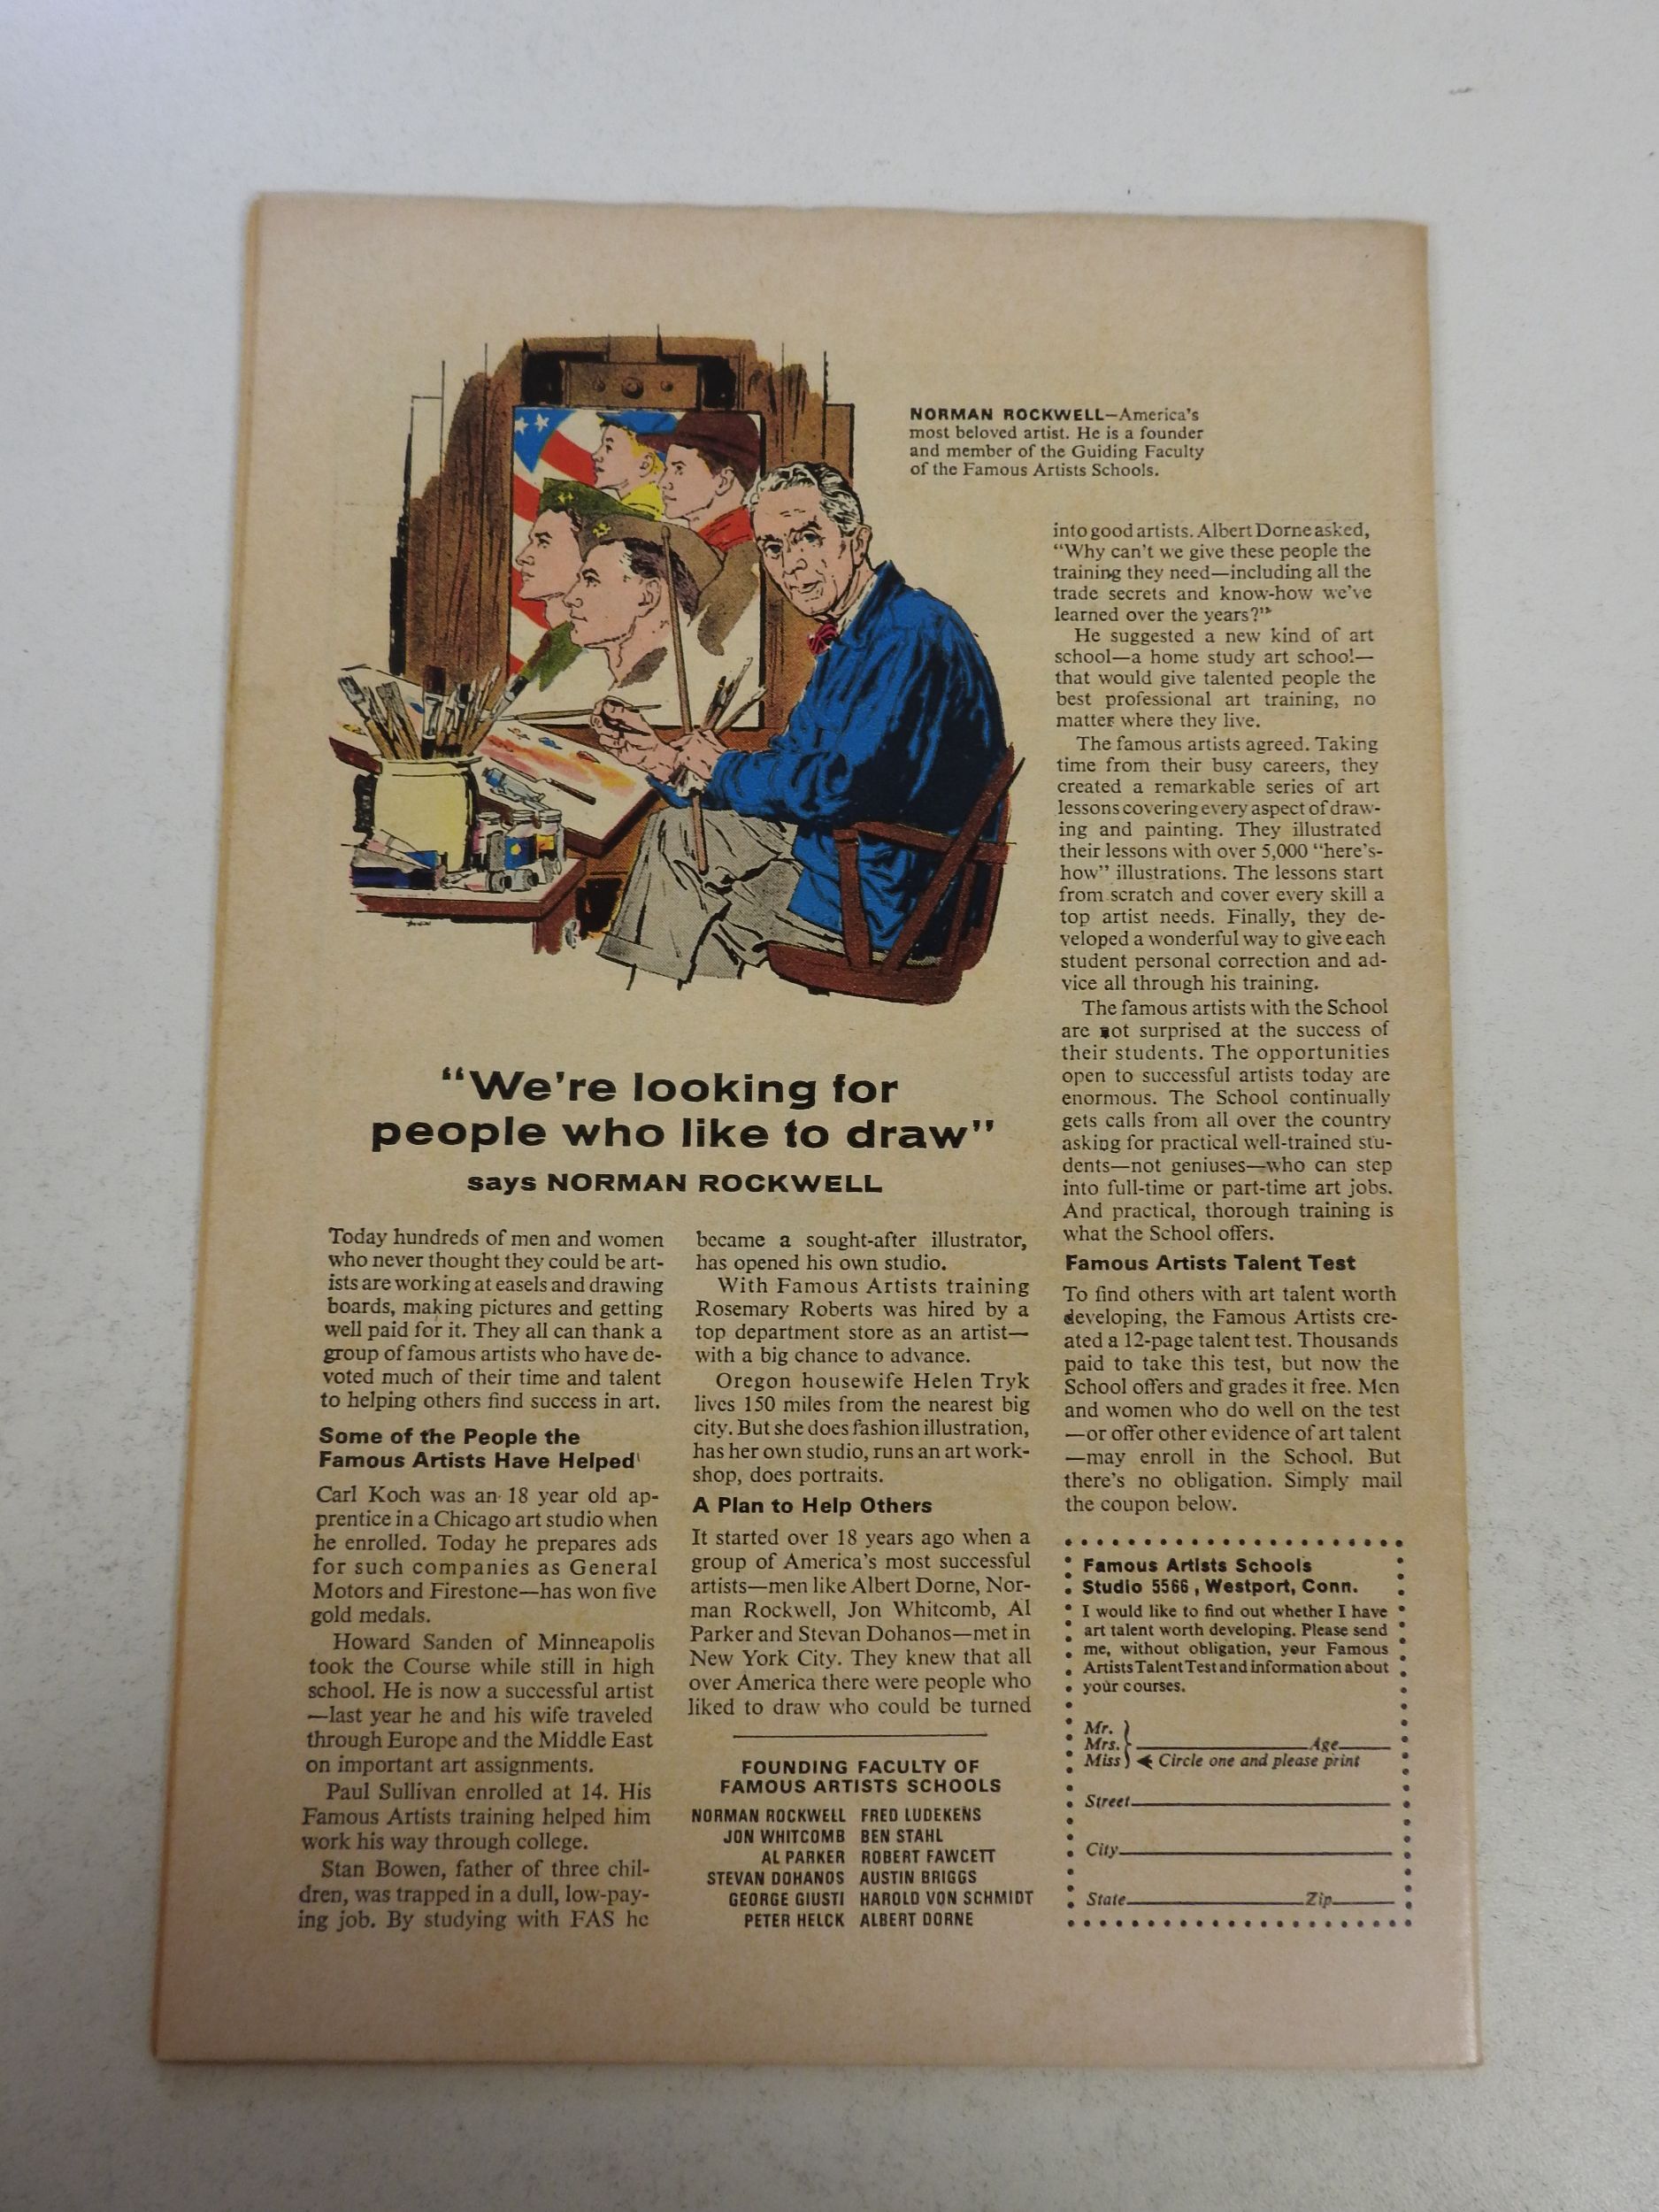 NORMAN ROCKWELL—America's
most beloved artist. He is a founder
and member of the Guiding Faculty
of the Famous Artists Schools.
"We're looking for
people who like to draw"
says NORMAN ROCKWELL
Today hundreds of men and women
who never thought they could be art-
ists are working at easels and drawing
boards, making pictures and getting
well paid for it. They all can thank a
group of famous artists who have de-
voted much of their time and talent
to helping others find success in art.
Some of the People the
Famous Artists Have Helped
Carl Koch was an 18 year old ap-
prentice in a Chicago art studio when
he enrolled. Today he prepares ads
for such companies as General
Motors and Firestone—has won five
gold medals.
Howard Sanden of Minneapolis
took the Course while still in high
school. He is now a successful artist
—last year he and his wife traveled
through Europe and the Middle East
on important art assignments.
Paul Sullivan enrolled at 14. His
Famous Artists training helped him
work his way through college.
Stan Bowen, father of three chil-
dren, was trapped in a dull, low-pay-
ing job. By studying with FAS he
became a sought-after illustrator,
has opened his own studio.
With Famous Artists training
Rosemary Roberts was hired by a
top department store as an artist—
with a big chance to advance.
Oregon housewife Helen Tryk
lives 150 miles from the nearest big
city. But she does fashion illustration,
has her own studio, runs an art work-
shop, does portraits.
A Plan to Help Others
It started over 18 years ago when a
group of America's most successful
artists—men like Albert Dorne, Nor-
man Rockwell, Jon Whitcomb, Al
Parker and Stevan Dohanos—met in
New York City. They knew that all
over America there were people who
liked to draw who could be turned
into good artists. Albert Dorne asked,
"Why can't we give these people the
training they need—including all the
trade secrets and know-how we've
learned over the years?"
He suggested a new kind of art
school—a home study art school—
that would give talented people the
best professional art training, no
matter where they live.
The famous artists agreed. Taking
time from their busy careers, they
created a remarkable series of art
lessons covering every aspect of draw-
ing and painting. They illustrated
their lessons with over 5,000 "here's-
how" illustrations. The lessons start
from scratch and cover every skill a
top artist needs. Finally, they de-
veloped a wonderful way to give each
student personal correction and ad-
vice all through his training.
The famous artists with the School
are not surprised at the success of
their students. The opportunities
open to successful artists today are
enormous. The School continually
gets calls from all over the country
asking for practical well-trained stu-
dents—not geniuses—who can step
into full-time or part-time art jobs.
And practical, thorough training is
what the School offers.
Famous Artists Talent Test
To find others with art talent worth
developing, the Famous Artists cre-
ated a 12-page talent test. Thousands
paid to take this test, but now the
School offers and grades it free. Men
and women who do well on the test
—or offer other evidence of art talent
—may enroll in the School. But
there's no obligation. Simply mail
the coupon below.
FOUNDING FACULTY OF
FAMOUS ARTISTS SCHOOLS
NORMAN ROCKWELL FRED LUDEKENS
JON WHITCOMB BEN STAHL
AL PARKER ROBERT FAWCETT
STEVAN DOHANOS AUSTIN BRIGGS
GEORGE GIUSTI HAROLD VON SCHMIDT
PETER HELCK ALBERT DORNE
Famous Artists Schools
Studio 5566, Westport, Conn.
I would like to find out whether I have
art talent worth developing. Please send
me, without obligation, your Famous
Artists Talent Test and information about
your courses.
Mr.
Mrs. Age
Miss Circle one and please print
Street
City
State Zip